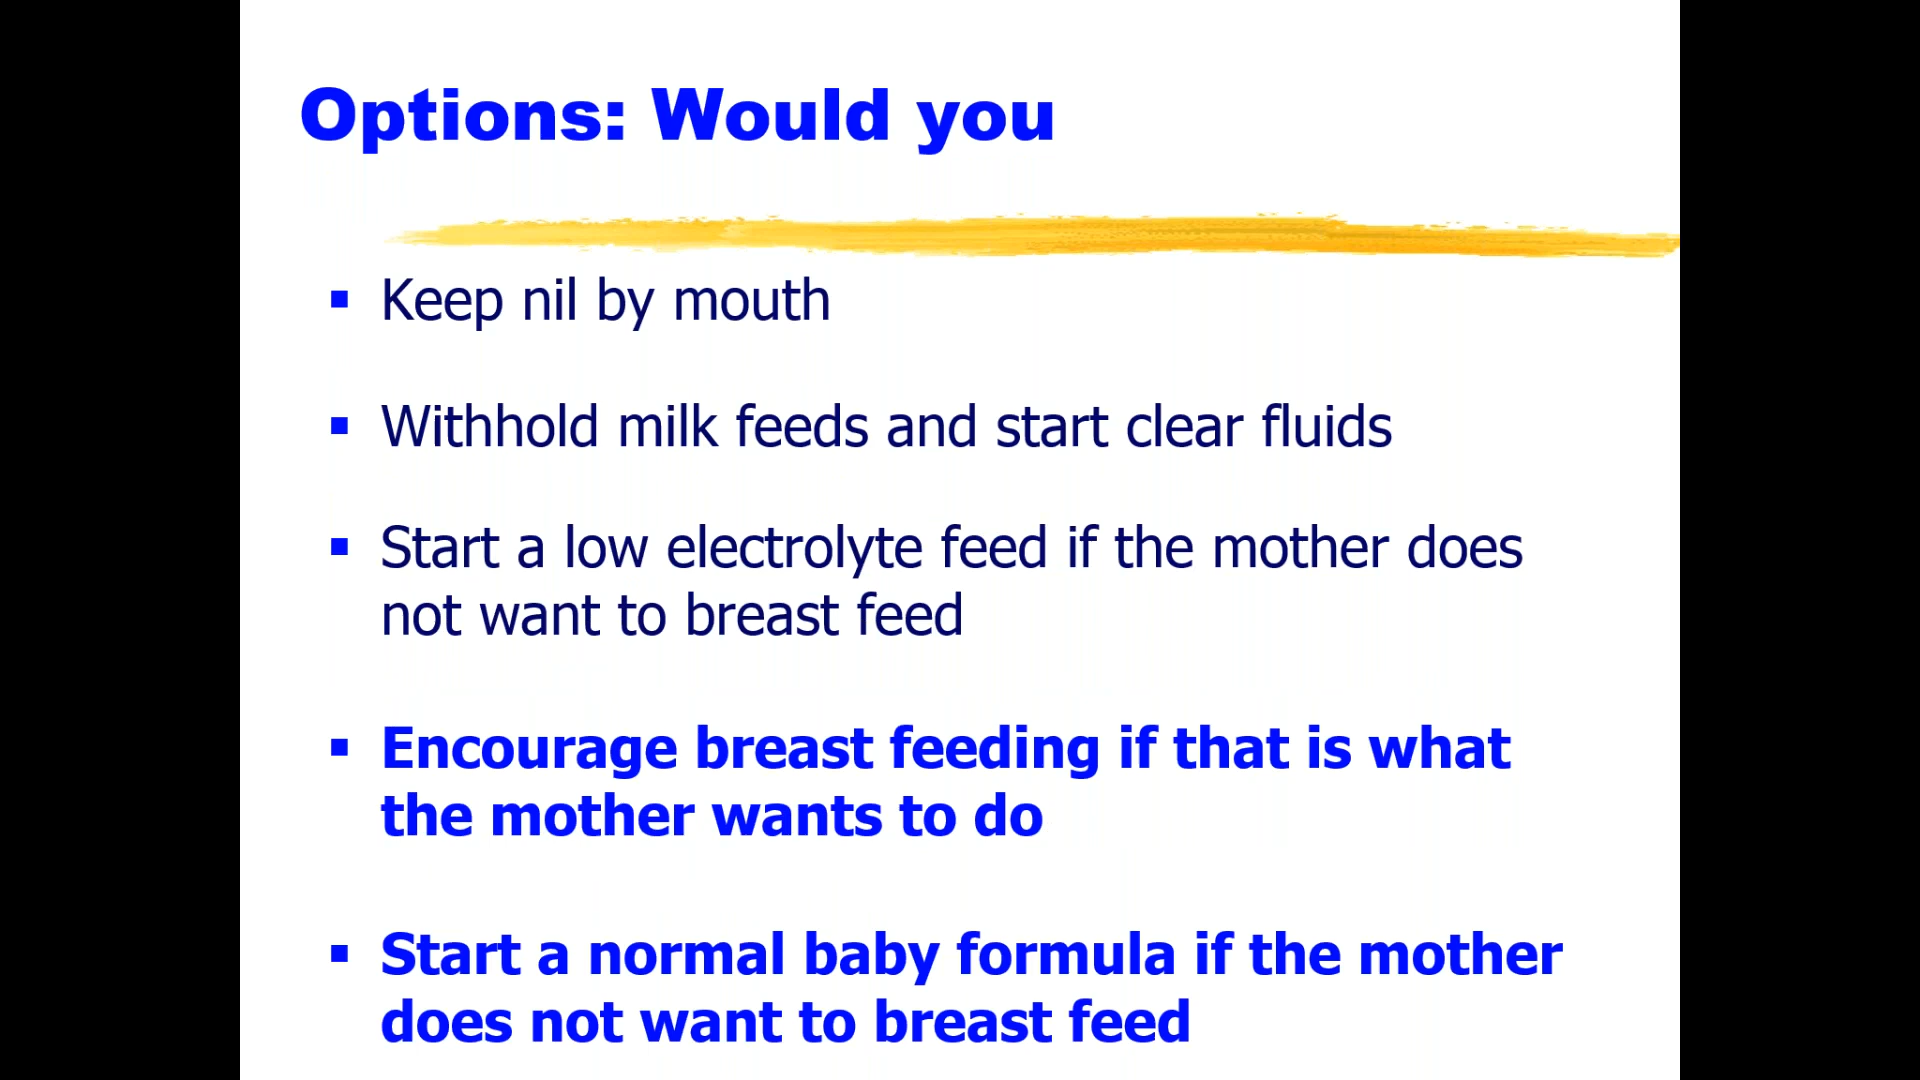 Options: Would you
▪ Keep nil by mouth
▪ Withhold milk feeds and start clear fluids
▪ Start a low electrolyte feed if the mother does
not want to breast feed
▪ Encourage breast feeding if that is what
the mother wants to do
▪ Start a normal baby formula if the mother
does not want to breast feed